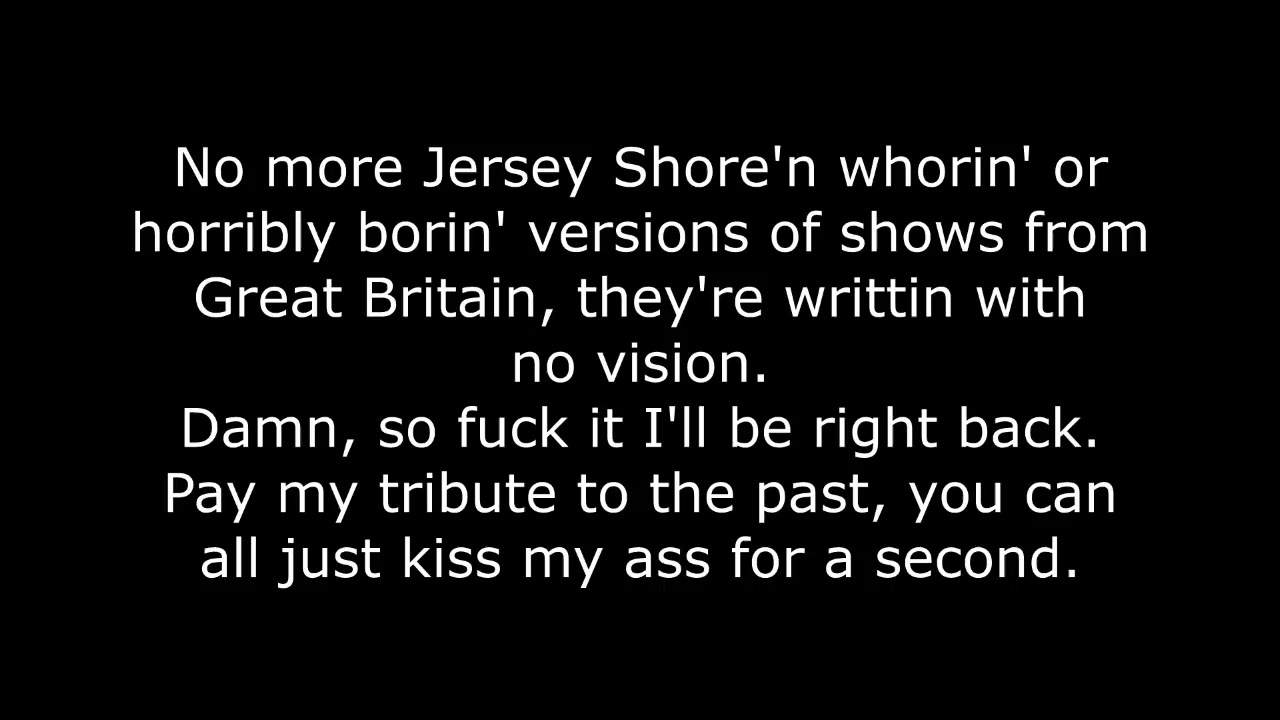 No more Jersey Shore'n whorin' or
horribly borin' versions of shows from
Great Britain, they're writtin with
no vision.
Damn, so fuck it I'll be right back.
Pay my tribute to the past, you can
all just kiss my ass for a second.